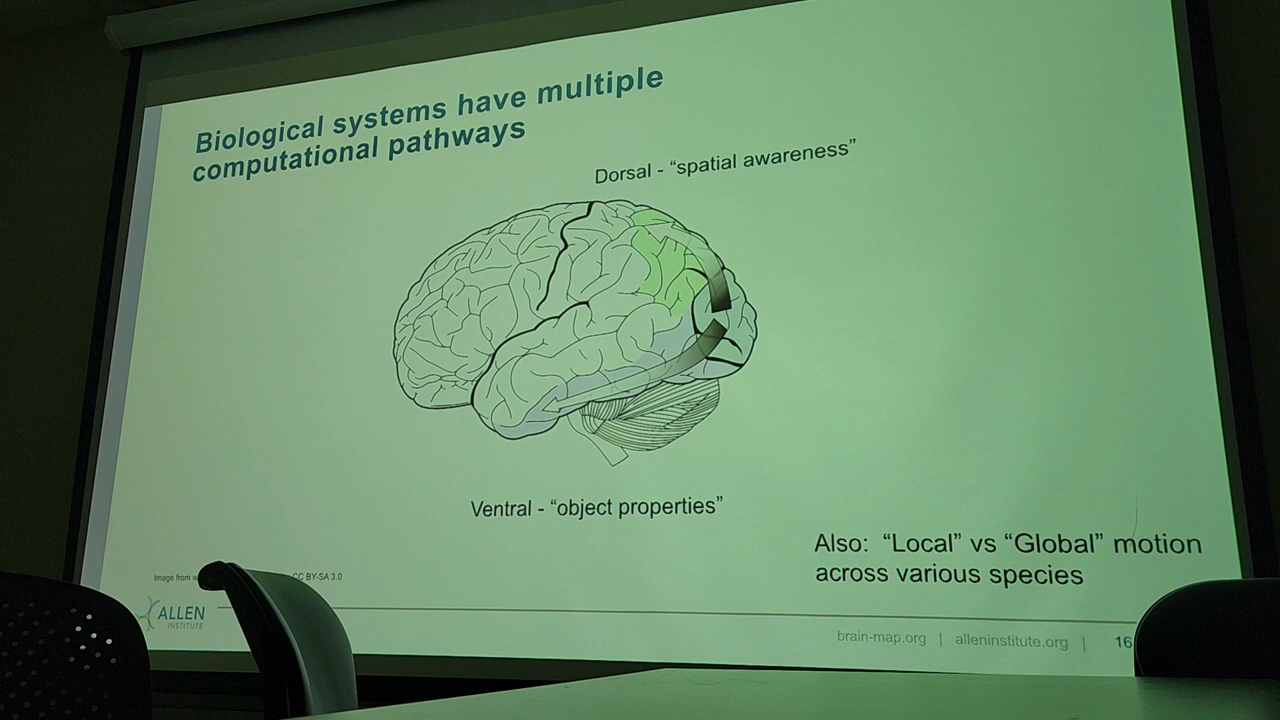 Biological systems have multiple
computational pathways
Dorsal - “spatial awareness”
Ventral - “object properties”
Also: “Local” vs “Global” motion
across various species
Image from CC BY-SA 3.0
ALLEN
INSTITUTE
brain-map.org | alleninstitute.org | 16